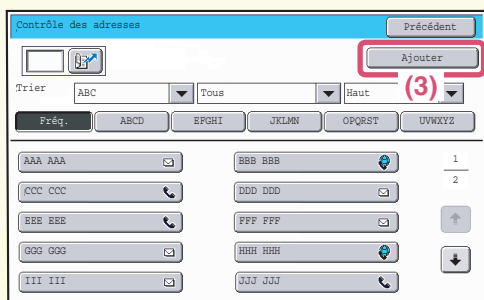 Contrôle des adresses Précédent
Ajouter
Trier ABC Tous Haut (3)
Fréq. ABCD EFGHI JKLMN OPQRST UVWXYZ
AAA AAA BBB BBB 1
CCC CCC DDD DDD 2
EEE EEE FFF FFF
GGG GGG HHH HHH
III III JJJ JJJ